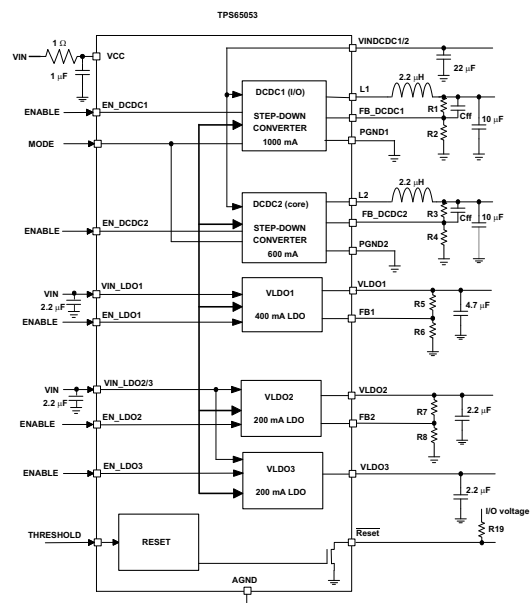 TPS65053
1 Ω
VIN
VCC
VINDCDC1/2
1 μF
22 μF
2.2 μH
DCDC1 (I/O)
L1
ENABLE
EN_DCDC1
STEP-DOWN
CONVERTER
1000 mA
FB_DCDC1
R1
Cff
10 μF
R2
MODE
PGND1
2.2 μH
DCDC2 (core)
L2
STEP-DOWN
CONVERTER
600 mA
FB_DCDC2
R3
Cff
10 μF
R4
ENABLE
EN_DCDC2
PGND2
VIN
VIN_LDO1
VLDO1
400 mA LDO
VLDO1
2.2 μF
R5
4.7 μF
ENABLE
EN_LDO1
FB1
R6
VIN
VIN_LDO2/3
VLDO2
200 mA LDO
VLDO2
2.2 μF
R7
2.2 μF
ENABLE
EN_LDO2
FB2
R8
ENABLE
EN_LDO3
VLDO3
200 mA LDO
VLDO3
2.2 μF
I/O voltage
R19
THRESHOLD
RESET
Reset
AGND